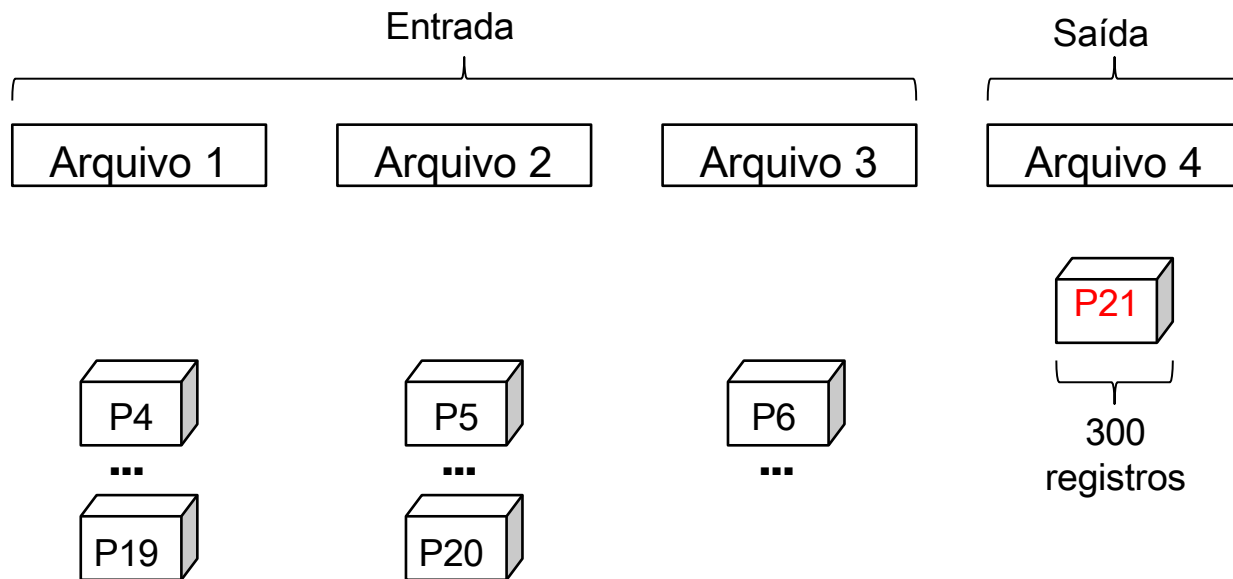 Entrada
Saída
Arquivo 1
Arquivo 2
Arquivo 3
Arquivo 4
P21
P4
P5
P6
300
registros
...
...
...
P19
P20